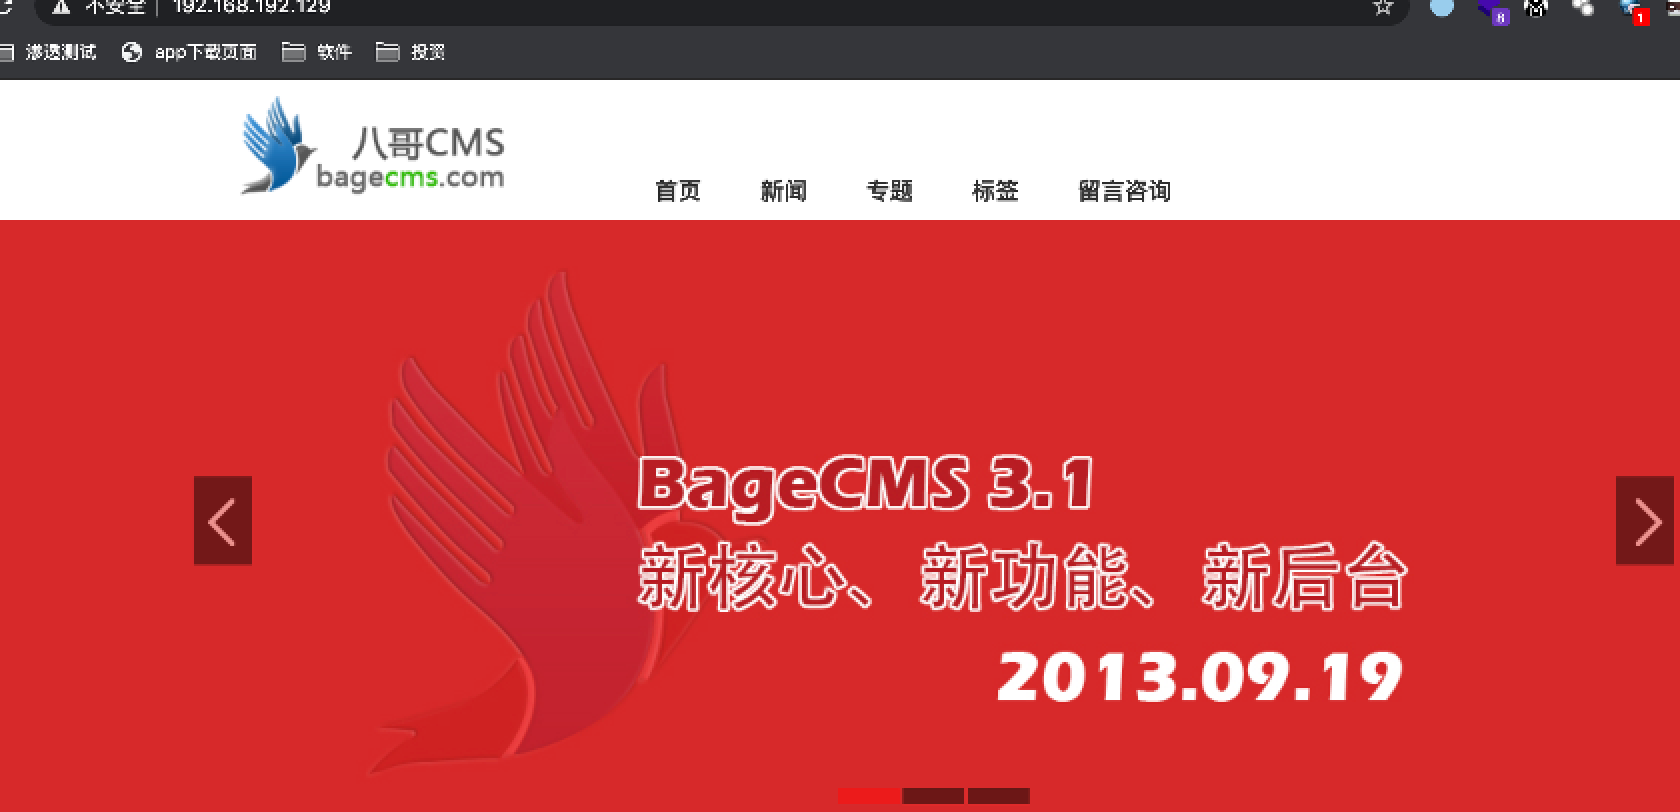 不安全 | 192.168.192.129
8
1
渗透测试 app下载页面 软件 投资
八哥CMS
bagecms.com
首页 新闻 专题 标签 留言咨询
BageCMS 3.1
新核心、新功能、新后台
2013.09.19